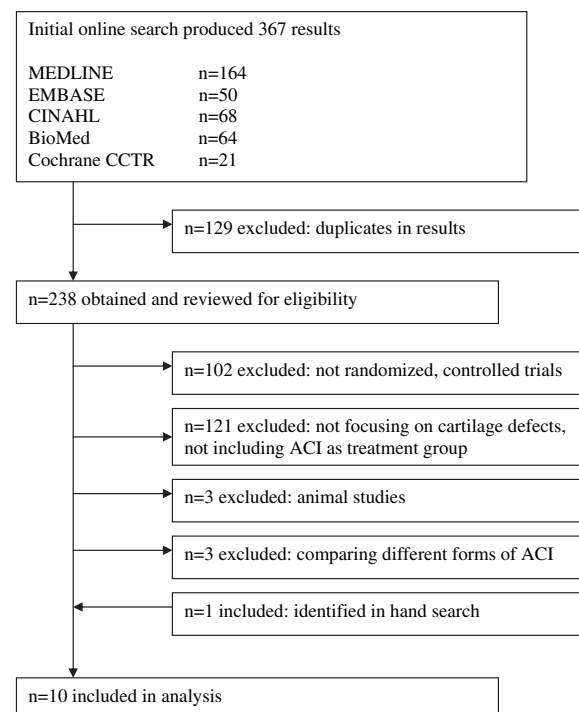 Initial online search produced 367 results
MEDLINE n=164
EMBASE n=50
CINAHL n=68
BioMed n=64
Cochrane CCTR n=21
n=129 excluded: duplicates in results
n=238 obtained and reviewed for eligibility
n=102 excluded: not randomized, controlled trials
n=121 excluded: not focusing on cartilage defects,
not including ACI as treatment group
n=3 excluded: animal studies
n=3 excluded: comparing different forms of ACI
n=1 included: identified in hand search
n=10 included in analysis